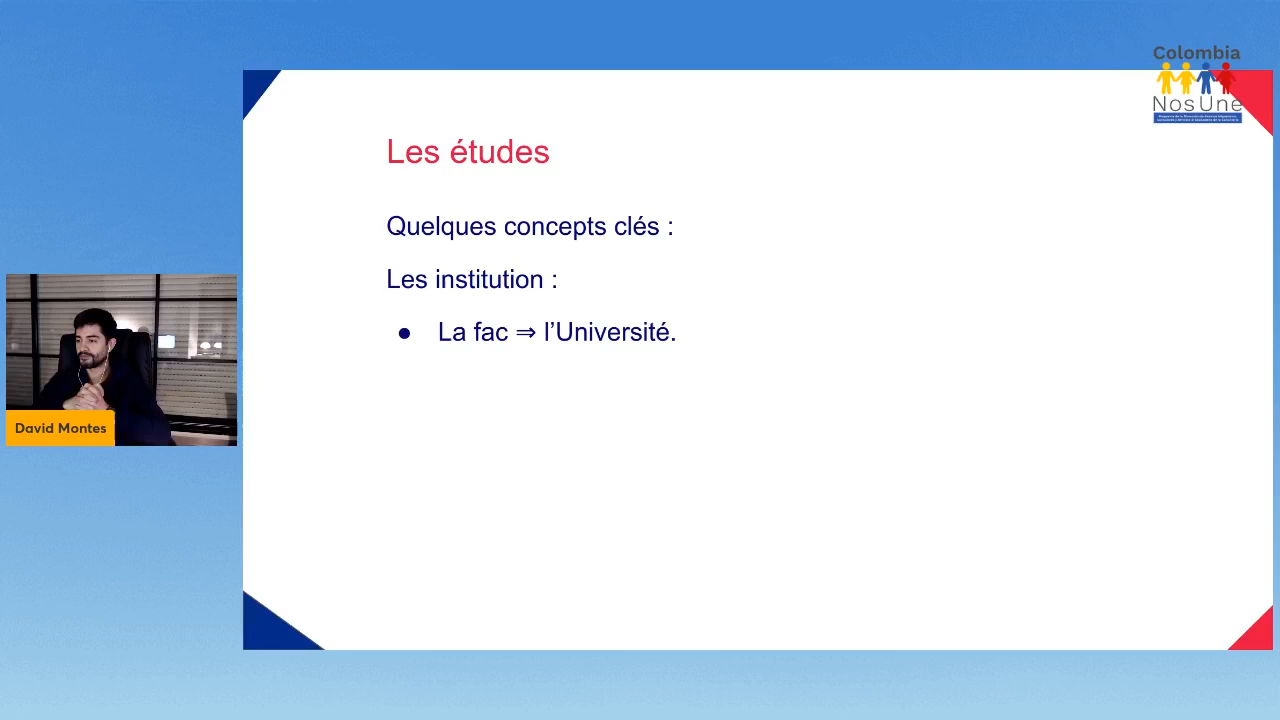 Colombia
NosUne
Les études
Quelques concepts clés :
Les institution :
● La fac ⇒ l'Université.
David Montes